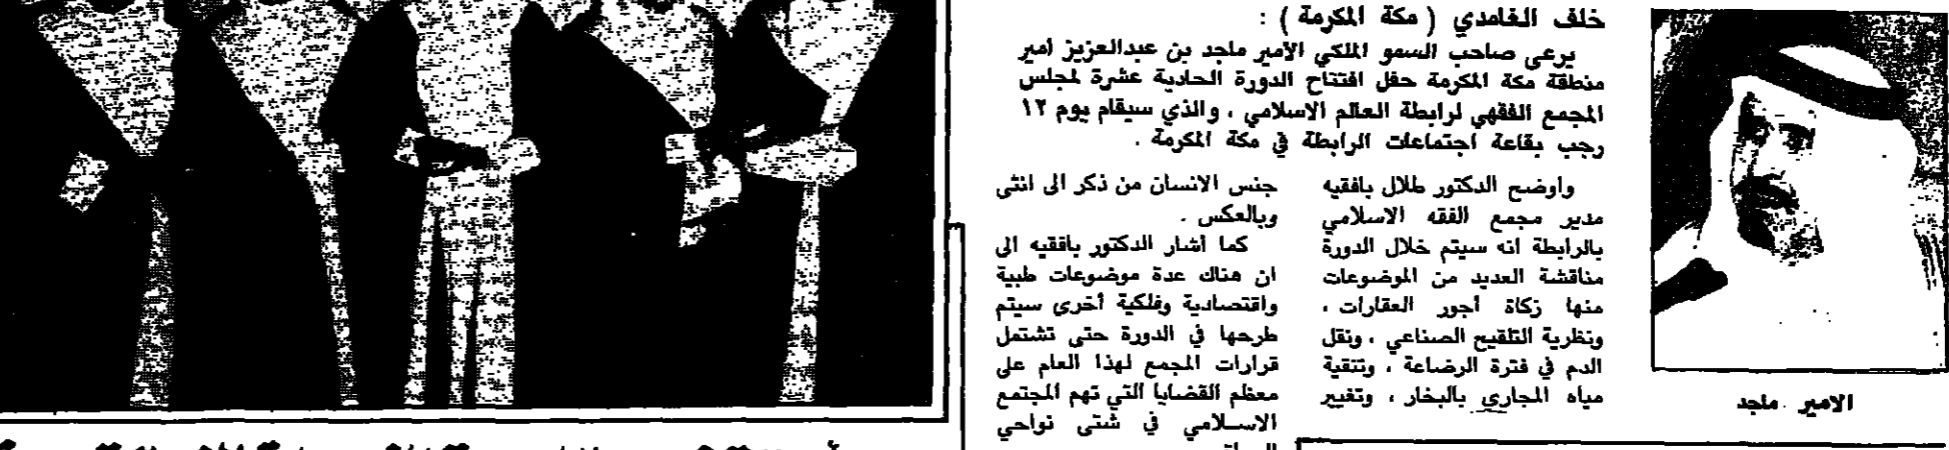 خلف الغامدي ( مكة المكرمة ) :
يرعى صاحب السمو الملكي الامير ماجد بن عبدالعزيز امير
منطقة مكة المكرمة حفل افتتاح الدورة الحادية عشرة لمجلس
المجمع الفقهي لرابطة العالم الاسلامي ، والذي سيقام يوم ١٢
رجب بقاعة اجتماعات الرابطة في مكة المكرمة .
واوضح الدكتور طلال بافقيه
مدير مجمع الفقه الاسلامي
بالرابطة انه سيتم خلال الدورة
مناقشة العديد من الموضوعات
منها زكاة أجور العقارات ،
ونظرية التلقيح الصناعي ، ونقل
الدم في فترة الرضاعة ، وتنقية
مياه المجاري بالبخار ، وتغيير
جنس الانسان من ذكر الى انثى
وبالعكس .
كما أشار الدكتور بافقيه الى
ان هناك عدة موضوعات طبية
واقتصادية وفلكية أخرى سيتم
طرحها في الدورة حتى تشتمل
قرارات المجمع لهذا العام على
معظم القضايا التي تهم المجتمع
الاسلامي في شتى نواحي
الامير ماجد